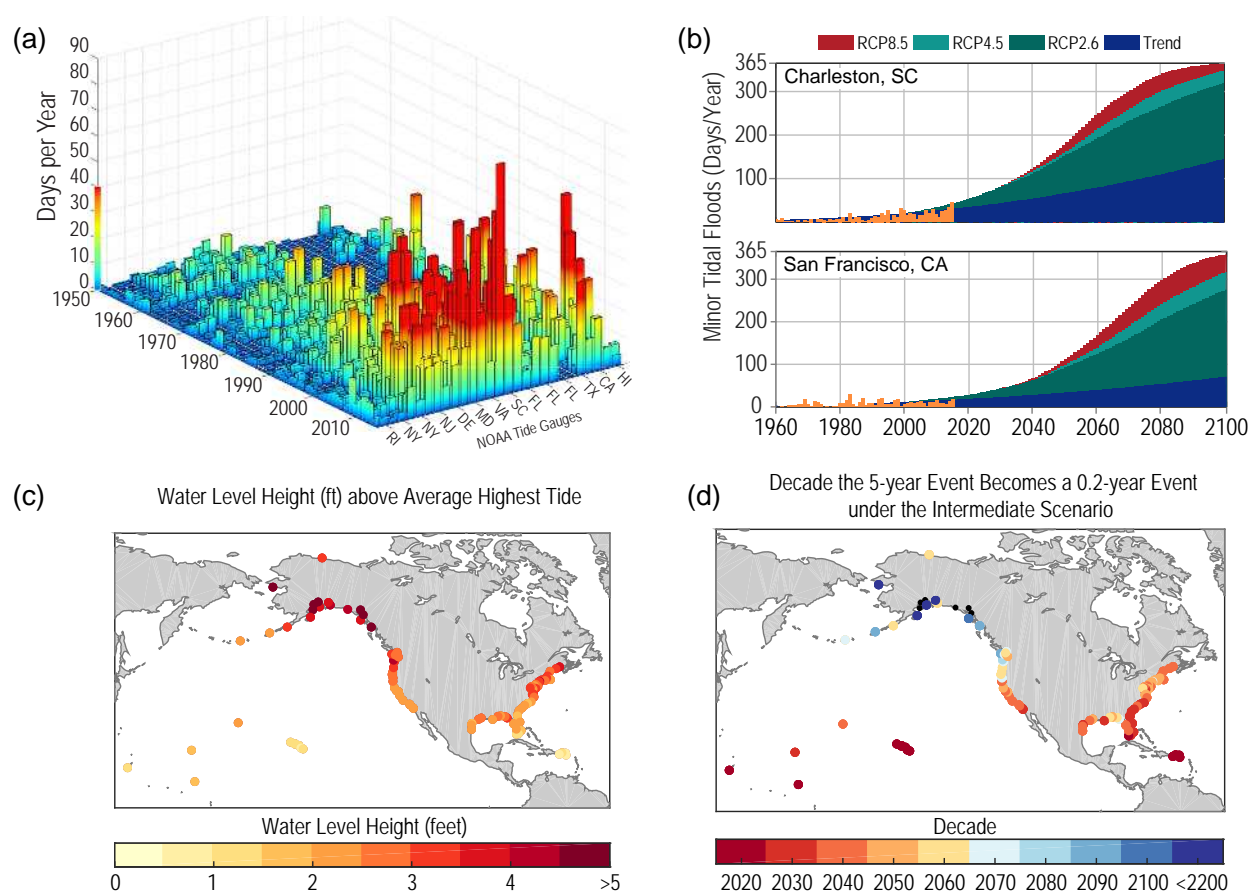 (a)
90
80
70
60
50
40
30
20
10
0
Days per Year
1950
1960
1970
1980
1990
2000
2010
RI
NY
NY
NJ
DE
MD
VA
SC
FL
FL
FL
TX
CA
HI
NOAA Tide Gauges
(b)
RCP8.5 RCP4.5 RCP2.6 Trend
Minor Tidal Floods (Days/Year)
365
300
200
100
Charleston, SC
365
300
200
100
0
San Francisco, CA
1960 1980 2000 2020 2040 2060 2080 2100
(c)
Water Level Height (ft) above Average Highest Tide
Water Level Height (feet)
0 1 2 3 4 >5
(d)
Decade the 5-year Event Becomes a 0.2-year Event
under the Intermediate Scenario
Decade
2020 2030 2040 2050 2060 2070 2080 2090 2100 <2200